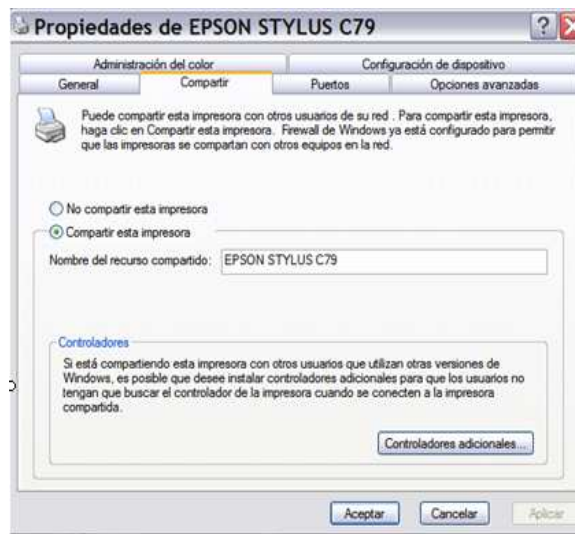 Propiedades de EPSON STYLUS C79
Administración del color
Configuración de dispositivo
General
Compartir
Puertos
Opciones avanzadas
Puede compartir esta impresora con otros usuarios de su red . Para compartir esta impresora,
haga clic en Compartir esta impresora. Firewall de Windows ya está configurado para permitir
que las impresoras se compartan con otros equipos en la red.
No compartir esta impresora
Compartir esta impresora
Nombre del recurso compartido: EPSON STYLUS C79
Controladores
Si está compartiendo esta impresora con otros usuarios que utilizan otras versiones de
Windows, es posible que desee instalar controladores adicionales para que los usuarios no
tengan que buscar el controlador de la impresora cuando se conecten a la impresora
compartida.
Controladores adicionales...
Aceptar
Cancelar
Aplicar